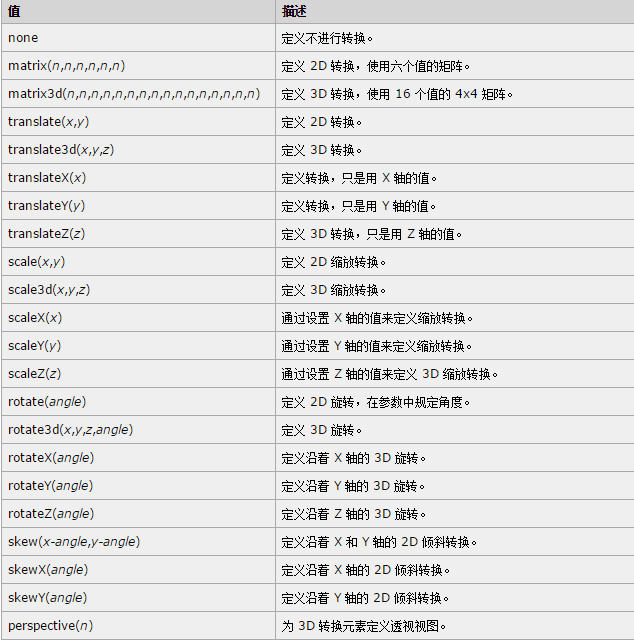 值 描述
none 定义不进行转换。
matrix(n,n,n,n,n,n) 定义 2D 转换，使用六个值的矩阵。
matrix3d(n,n,n,n,n,n,n,n,n,n,n,n,n,n,n,n) 定义 3D 转换，使用 16 个值的 4x4 矩阵。
translate(x,y) 定义 2D 转换。
translate3d(x,y,z) 定义 3D 转换。
translateX(x) 定义转换，只是用 X 轴的值。
translateY(y) 定义转换，只是用 Y 轴的值。
translateZ(z) 定义 3D 转换，只是用 Z 轴的值。
scale(x,y) 定义 2D 缩放转换。
scale3d(x,y,z) 定义 3D 缩放转换。
scaleX(x) 通过设置 X 轴的值来定义缩放转换。
scaleY(y) 通过设置 Y 轴的值来定义缩放转换。
scaleZ(z) 通过设置 Z 轴的值来定义 3D 缩放转换。
rotate(angle) 定义 2D 旋转，在参数中规定角度。
rotate3d(x,y,z,angle) 定义 3D 旋转。
rotateX(angle) 定义沿着 X 轴的 3D 旋转。
rotateY(angle) 定义沿着 Y 轴的 3D 旋转。
rotateZ(angle) 定义沿着 Z 轴的 3D 旋转。
skew(x-angle,y-angle) 定义沿着 X 和 Y 轴的 2D 倾斜转换。
skewX(angle) 定义沿着 X 轴的 2D 倾斜转换。
skewY(angle) 定义沿着 Y 轴的 2D 倾斜转换。
perspective(n) 为 3D 转换元素定义透视视图。